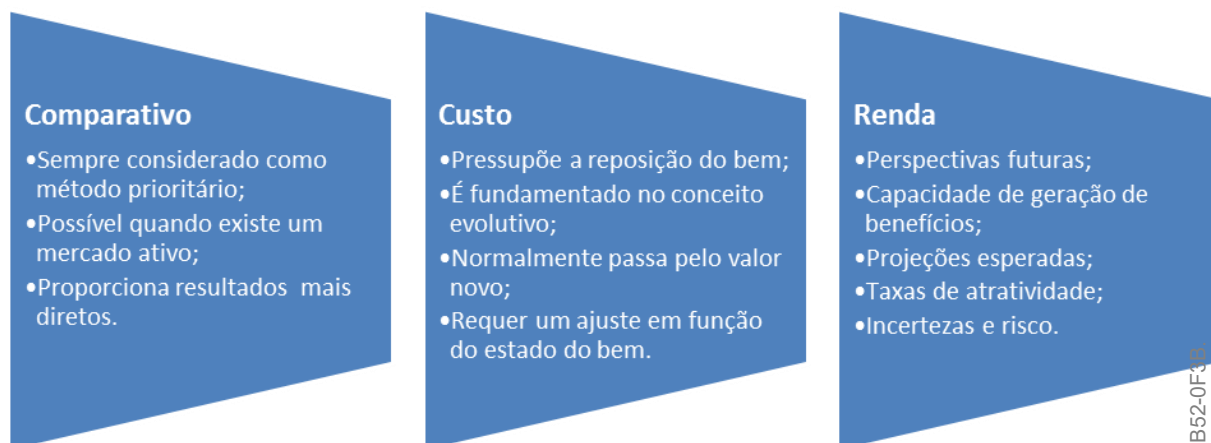 Comparativo
•Sempre considerado como
método prioritário;
•Possível quando existe um
mercado ativo;
•Proporciona resultados mais
diretos.
Custo
•Pressupõe a reposição do bem;
•É fundamentado no conceito
evolutivo;
•Normalmente passa pelo valor
novo;
•Requer um ajuste em função
do estado do bem.
Renda
•Perspectivas futuras;
•Capacidade de geração de
benefícios;
•Projeções esperadas;
•Taxas de atratividade;
•Incertezas e risco.
B52-0F3B